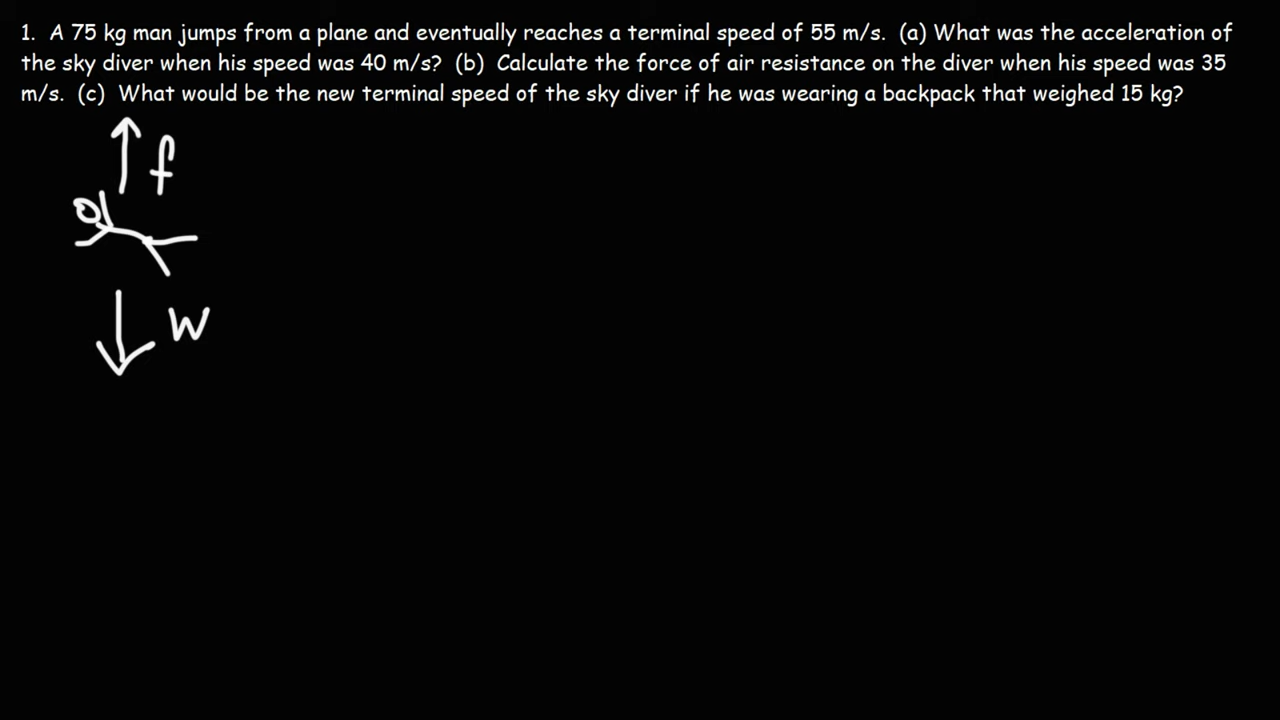 1. A 75 kg man jumps from a plane and eventually reaches a terminal speed of 55 m/s. (a) What was the acceleration of
the sky diver when his speed was 40 m/s? (b) Calculate the force of air resistance on the diver when his speed was 35
m/s. (c) What would be the new terminal speed of the sky diver if he was wearing a backpack that weighed 15 kg?
f
W